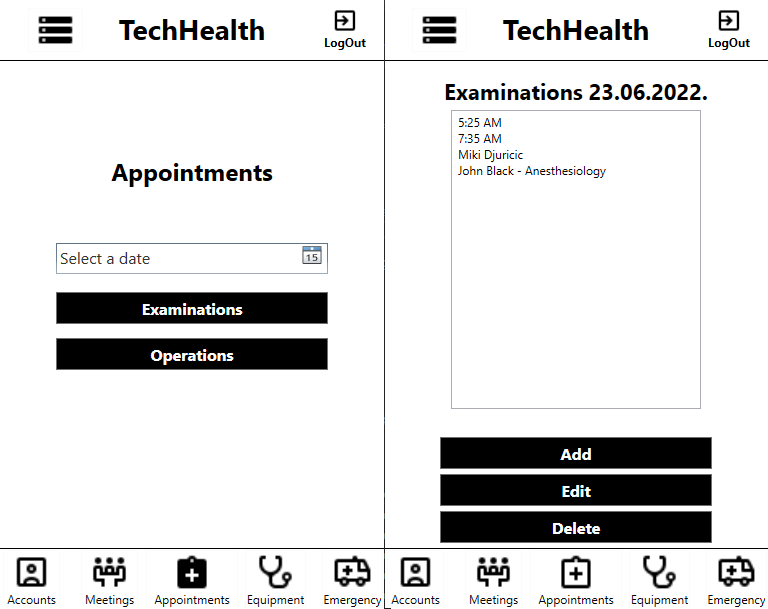 TechHealth
LogOut
Appointments
Select a date
15
Examinations
Operations
Accounts
Meetings
Appointments
Equipment
Emergency
TechHealth
LogOut
Examinations 23.06.2022.
5:25 AM
7:35 AM
Miki Djuricic
John Black - Anesthesiology
Add
Edit
Delete
Accounts
Meetings
Appointments
Equipment
Emergency